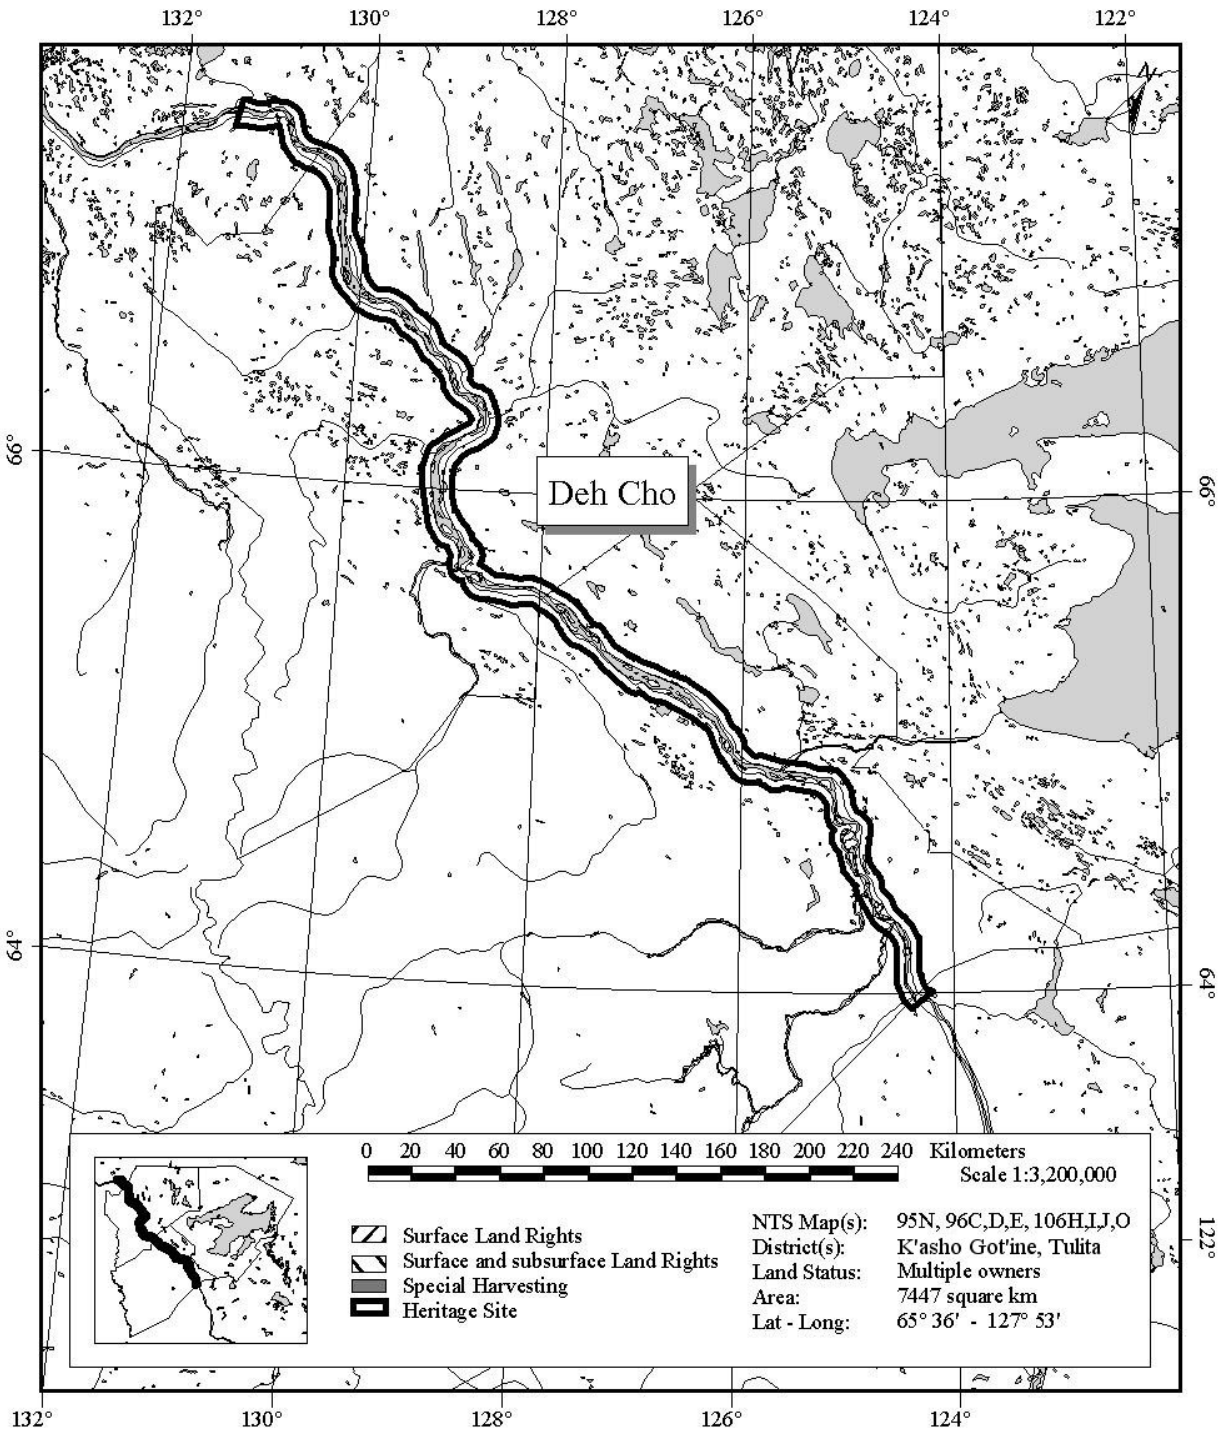 132° 130° 128° 126° 124° 122°
N
66°
Deh Cho
66°
64°
64°
0 20 40 60 80 100 120 140 160 180 200 220 240 Kilometers
Scale 1:3,200,000
Surface Land Rights
Surface and subsurface Land Rights
Special Harvesting
Heritage Site
NTS Map(s): 95N, 96C,D,E, 106H,I,J,O
District(s): K'asho Got'ine, Tulita
Land Status: Multiple owners
Area: 7447 square km
Lat - Long: 65° 36' - 127° 53'
122°
132° 130° 128° 126° 124°